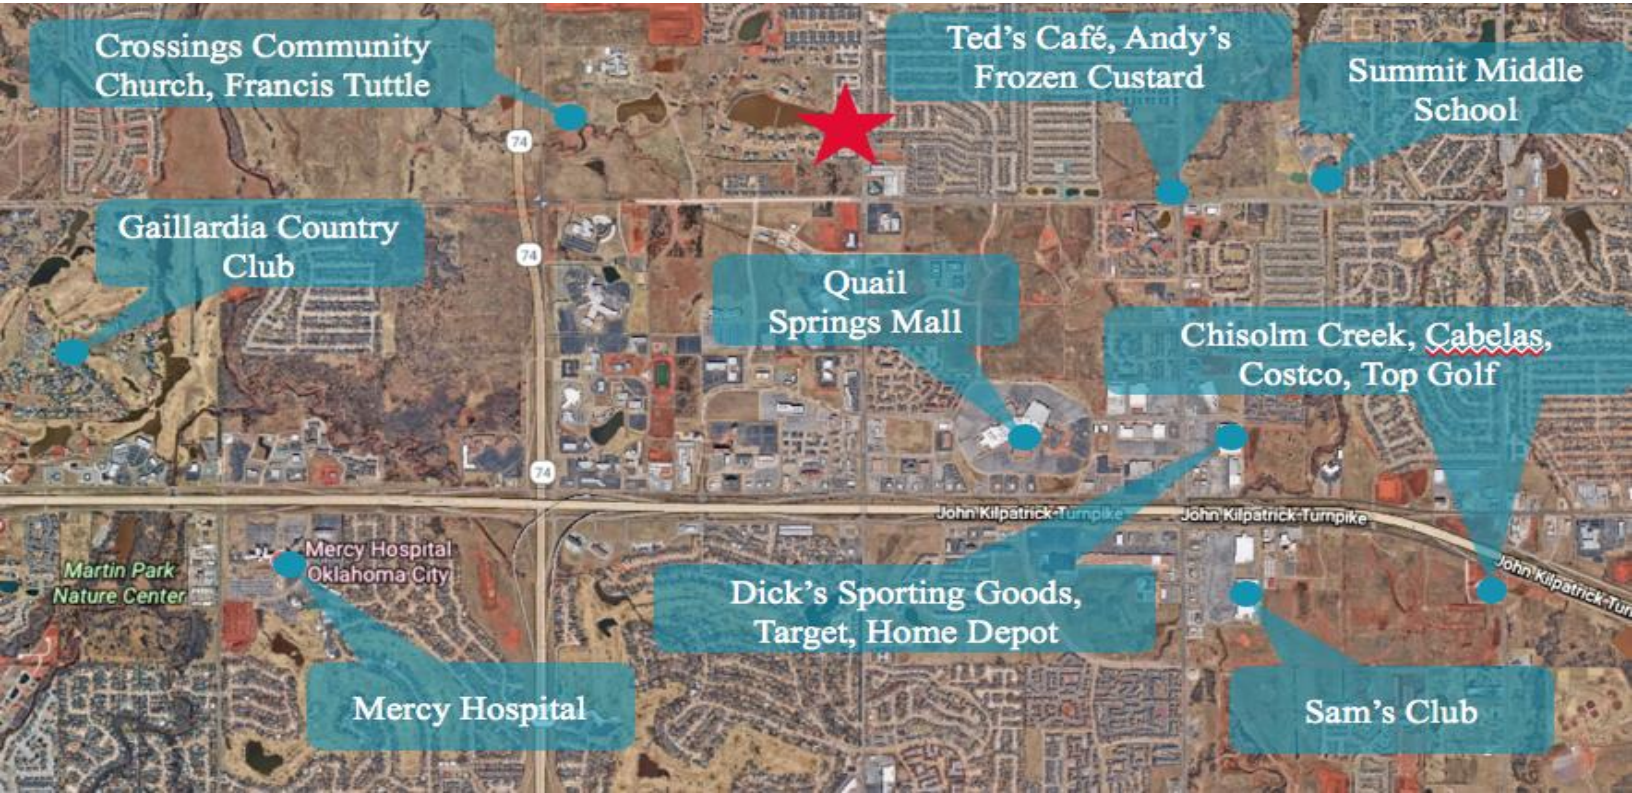 Crossings Community
Church, Francis Tuttle
Ted's Café, Andy's
Frozen Custard
Summit Middle
School
74
Gaillardia Country
Club
74
Quail
Springs Mall
Chisolm Creek, Cabelas,
Costco, Top Golf
74
John Kilpatrick Turnpike
John Kilpatrick Turnpike
Mercy Hospital
Oklahoma City
Martin Park
Nature Center
John Kilpatrick Tur
Dick's Sporting Goods,
Target, Home Depot
Mercy Hospital
Sam's Club